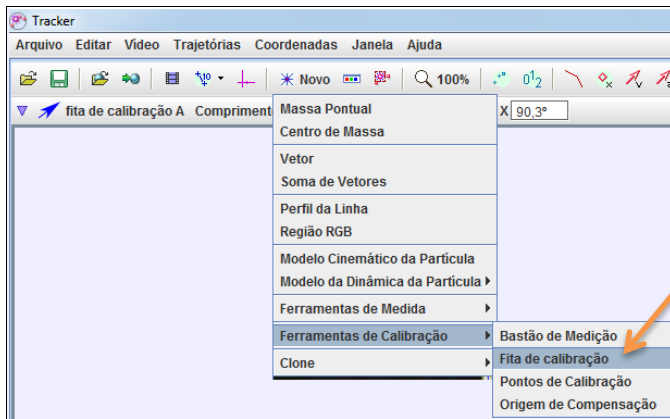 Tracker
Arquivo Editar Vídeo Trajetórias Coordenadas Janela Ajuda
Novo 100%
fita de calibração A Comprimento X 90,3º
Massa Pontual
Centro de Massa
Vetor
Soma de Vetores
Perfil da Linha
Região RGB
Modelo Cinemático da Partícula
Modelo da Dinâmica da Partícula
Ferramentas de Medida
Ferramentas de Calibração
Bastão de Medição
Clone
Fita de calibração
Pontos de Calibração
Origem de Compensação